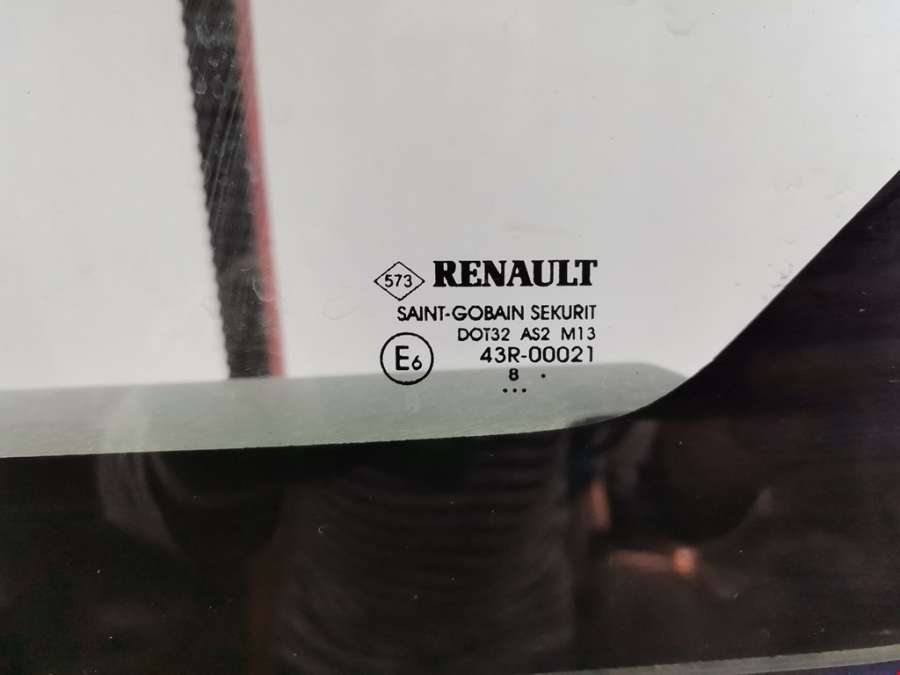 573 RENAULT
SAINT-GOBAIN SEKURIT
DOT32 AS2 M13
E6 43R-00021
8 .
...